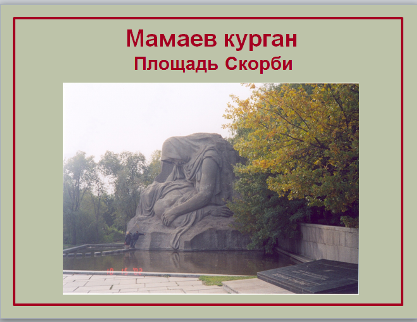 Мамаев курган
Площадь Скорби